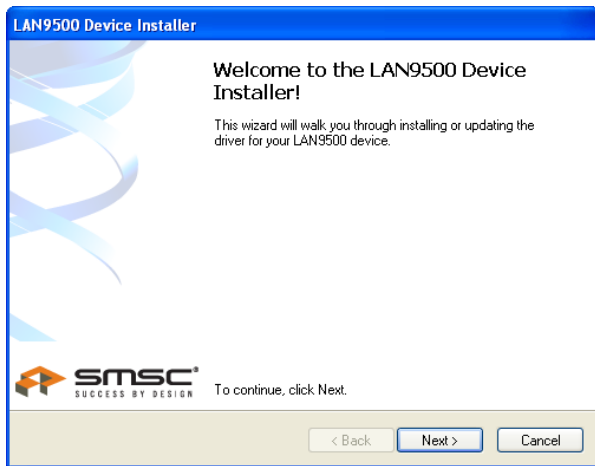 LAN9500 Device Installer
Welcome to the LAN9500 Device
Installer!
This wizard will walk you through installing or updating the
driver for your LAN9500 device.
smsc®
SUCCESS BY DESIGN
To continue, click Next.
< Back
Next >
Cancel